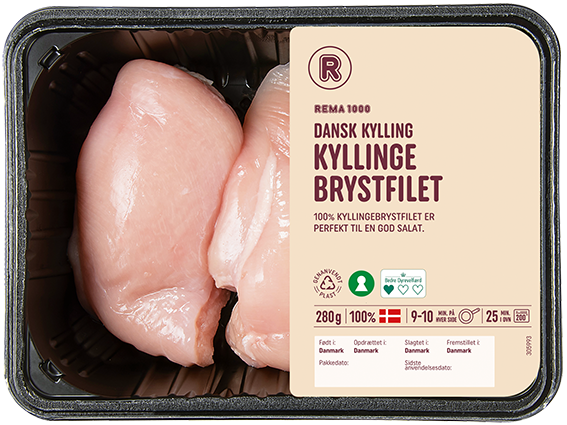 R
REMA 1000
DANSK KYLLING
KYLLINGE
BRYSTFILET
100% KYLLINGEBRYSTFILET ER
PERFEKT TIL EN GOD SALAT.
GENANVENDT
PLAST
Bedre Dyrevelfærd
280g 100% 9-10 MIN. PÅ HVER SIDE 25 MIN. I OVN 200°
Født i: Opdrættet i: Slagtet i: Fremstillet i:
Danmark Danmark Danmark Danmark
Pakkedato: Sidste
anvendelsesdato: